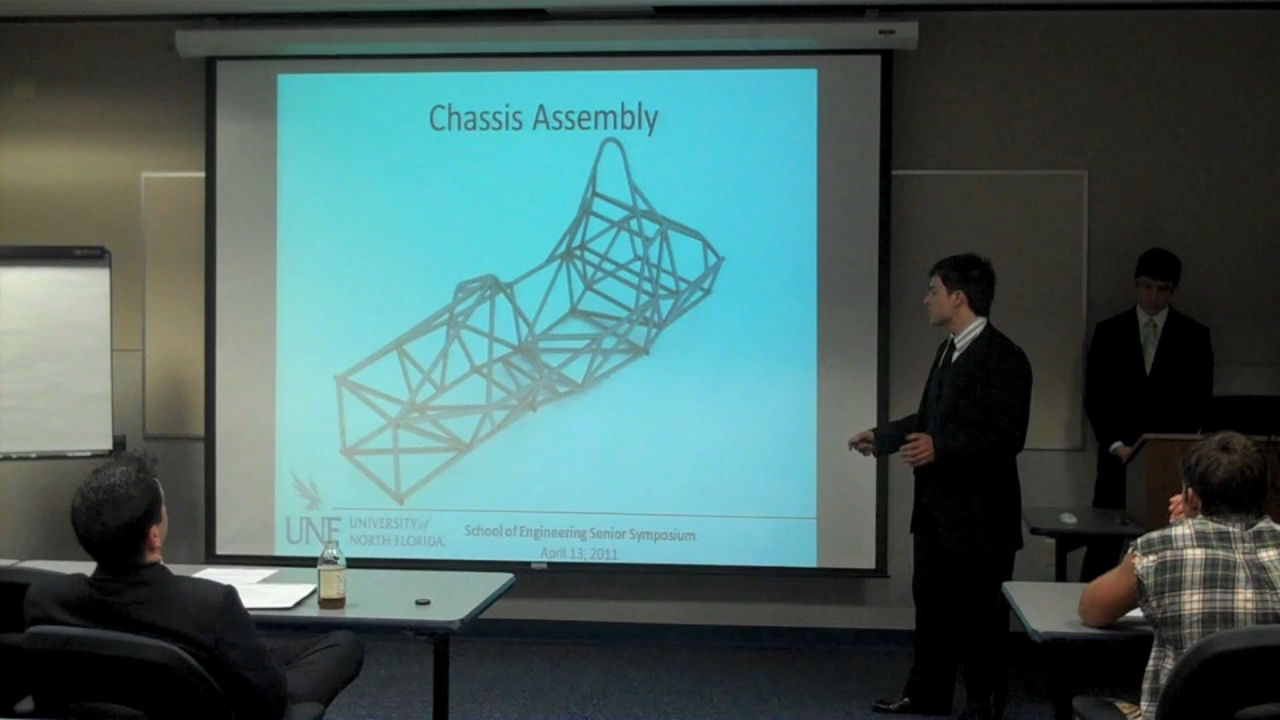 Chassis Assembly
UNF
UNIVERSITY of
NORTH FLORIDA.
School of Engineering Senior Symposium
April 13, 2011